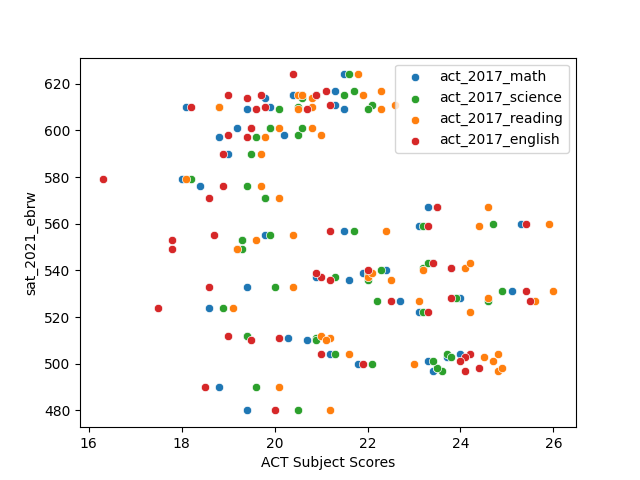 act_2017_math
act_2017_science
act_2017_reading
act_2017_english
620
600
580
560
540
520
500
480
sat_2021_ebrw
16 18 20 22 24 26
ACT Subject Scores